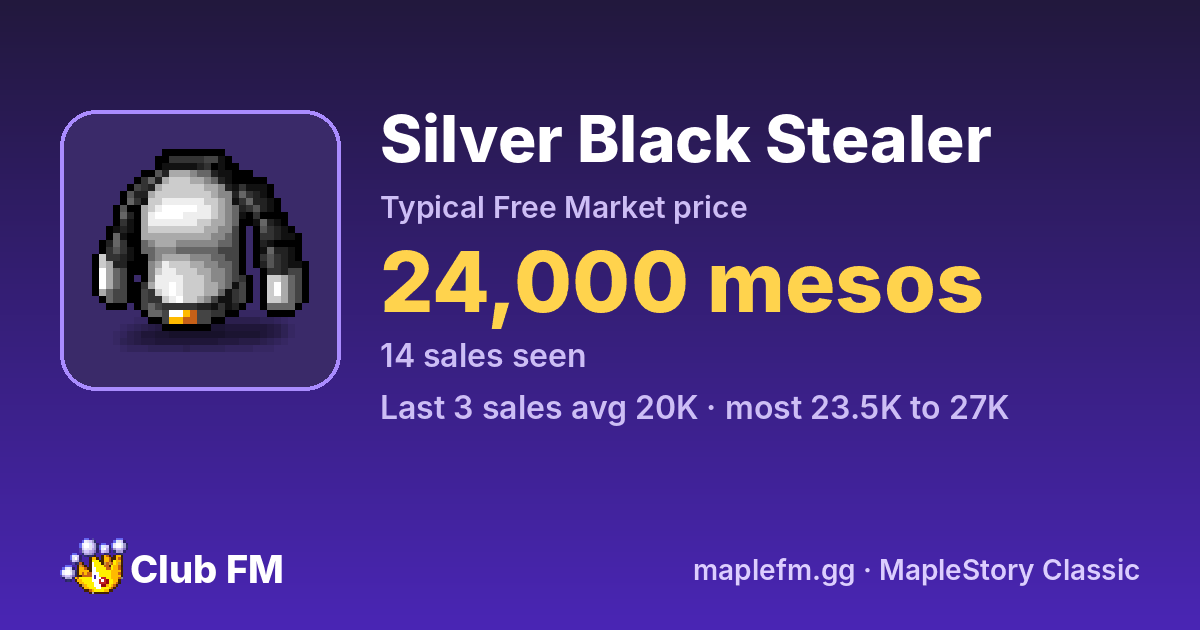 Silver Black Stealer
Typical Free Market price
24,000 mesos
14 sales seen
Last 3 sales avg 20K · most 23.5K to 27K
Club FM
maplefm.gg · MapleStory Classic